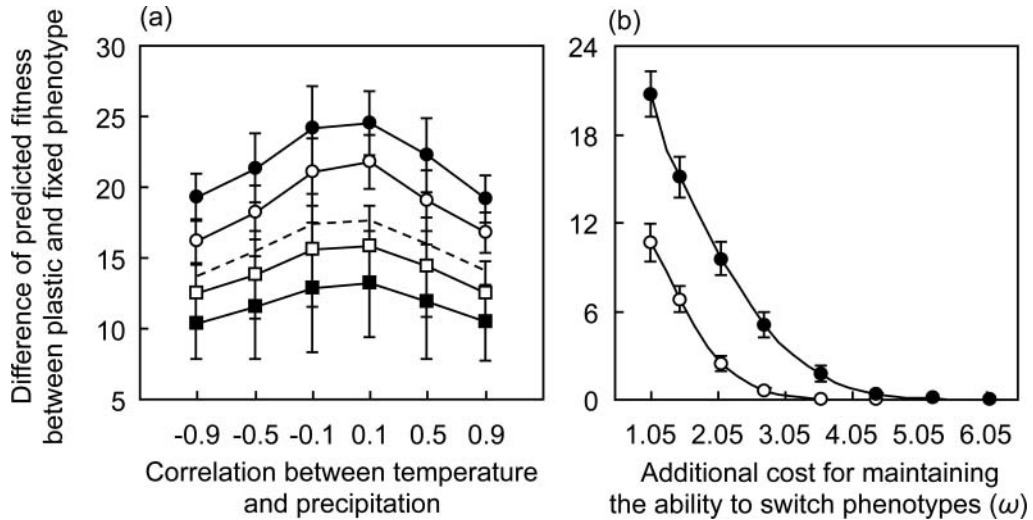 (a)
(b)
Difference of predicted fitness
between plastic and fixed phenotype
30
25
20
15
10
5
-0.9 -0.5 -0.1 0.1 0.5 0.9
Correlation between temperature
and precipitation
24
18
12
6
0
1.05 2.05 3.05 4.05 5.05 6.05
Additional cost for maintaining
the ability to switch phenotypes (ω)